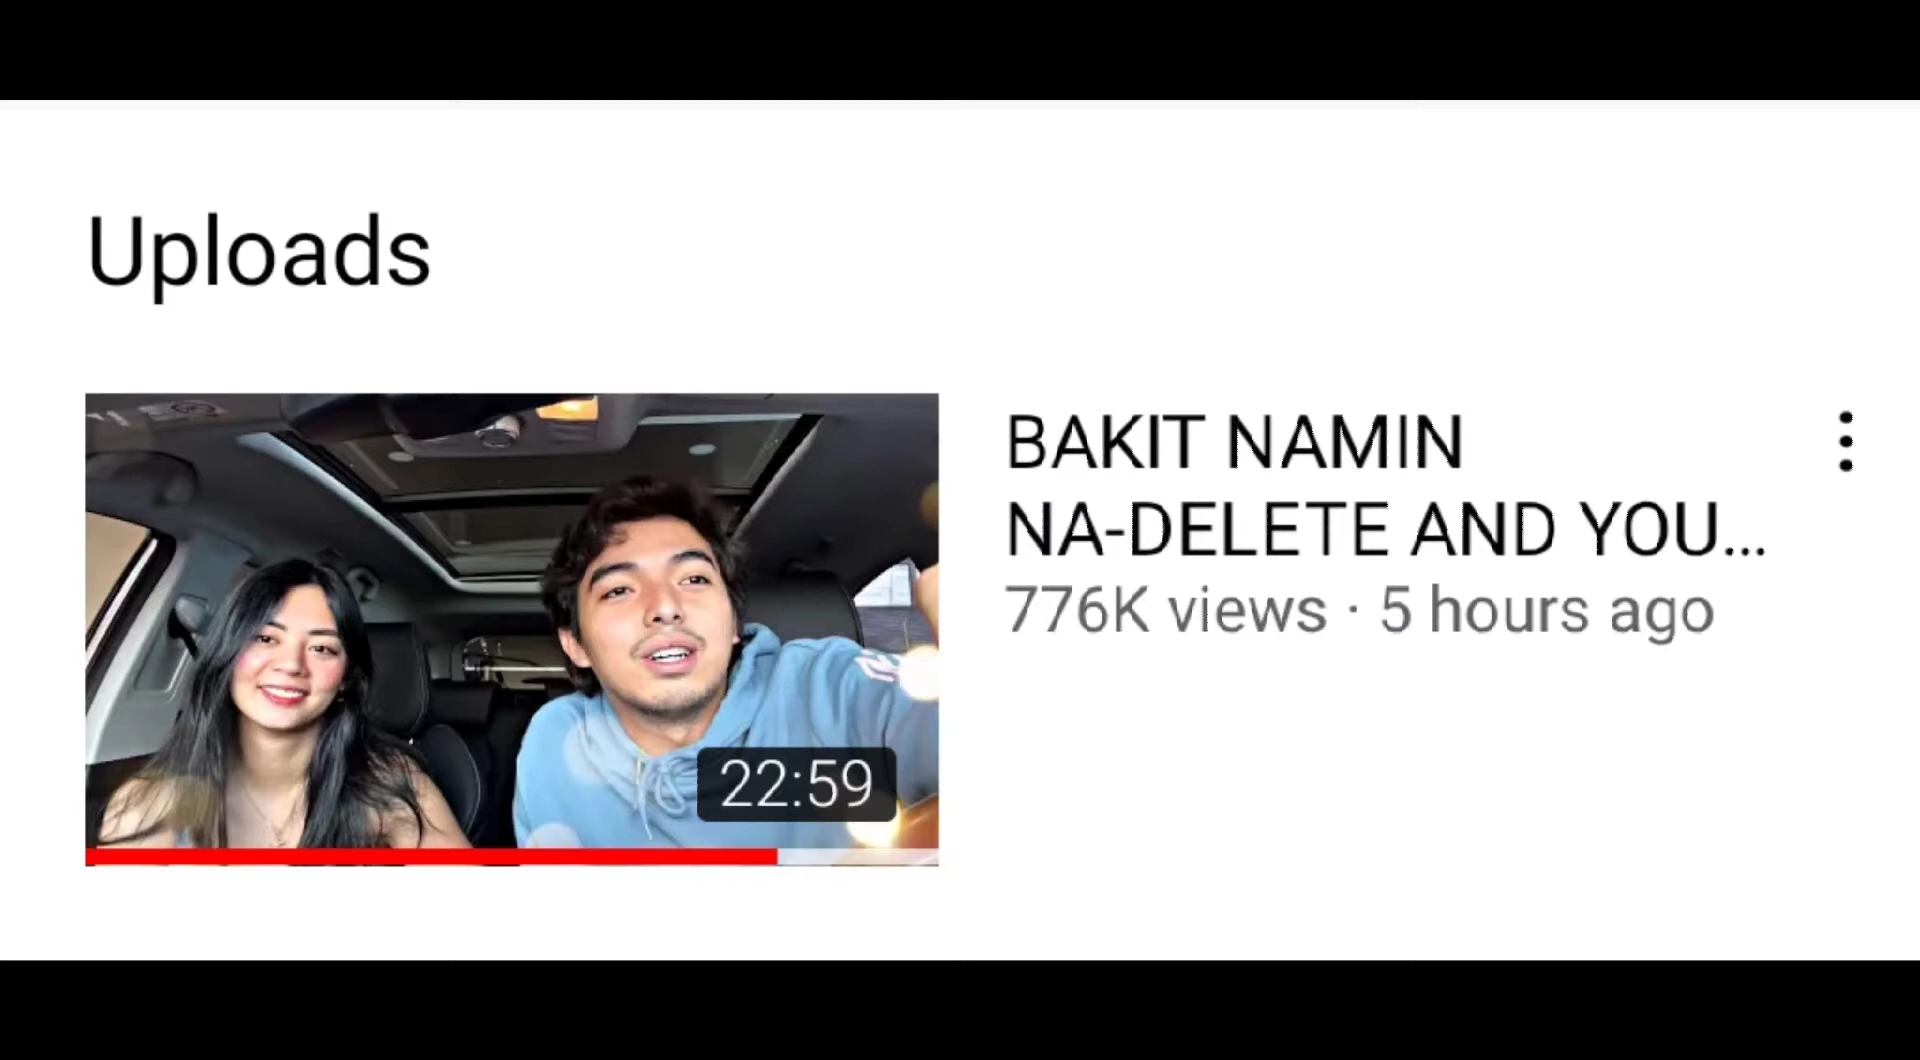 Uploads
22:59
BAKIT NAMIN
NA-DELETE AND YOU...
776K views · 5 hours ago